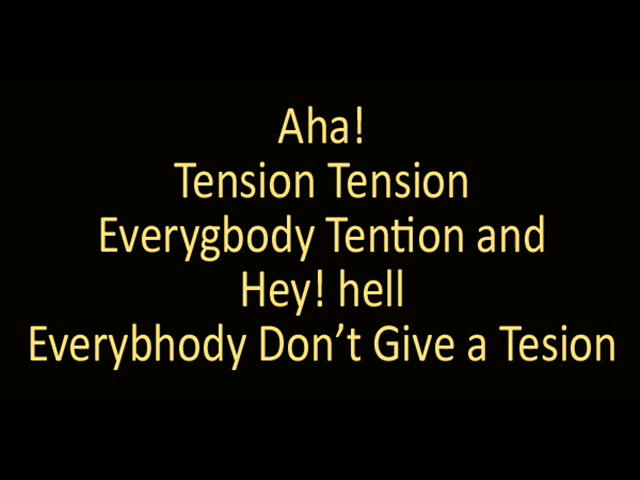 Aha!
Tension Tension
Everygbody Tention and
Hey! hell
Everybhody Don’t Give a Tesion